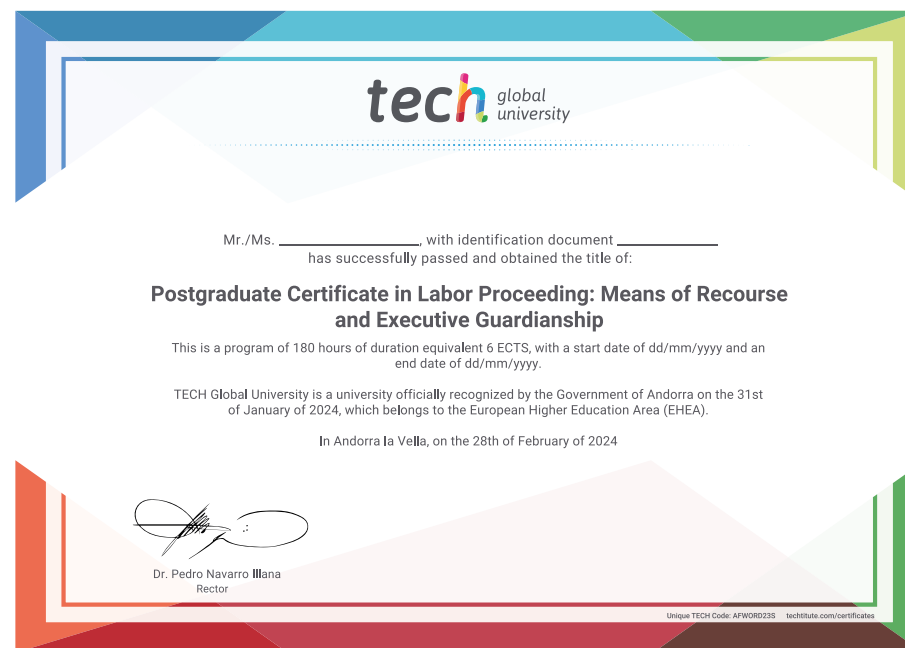 tech global
university
Mr./Ms. ____________, with identification document ____________
has successfully passed and obtained the title of:
Postgraduate Certificate in Labor Proceeding: Means of Recourse
and Executive Guardianship
This is a program of 180 hours of duration equivalent 6 ECTS, with a start date of dd/mm/yyyy and an
end date of dd/mm/yyyy.
TECH Global University is a university officially recognized by the Government of Andorra on the 31st
of January of 2024, which belongs to the European Higher Education Area (EHEA).
In Andorra la Vella, on the 28th of February of 2024
Dr. Pedro Navarro Illana
Rector
Unique TECH Code: AFWORD23S techtitute.com/certificates